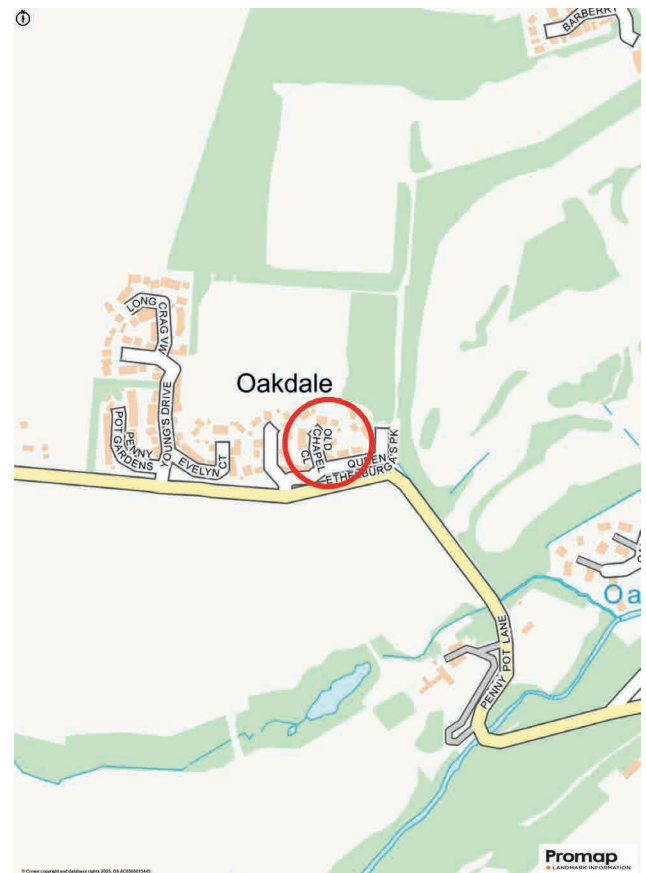 BARBERRY
LONG
CRAG VW
Oakdale
YOUNG'S DRIVE
PENNY
POT GARDENS
EVELYN CT
OLD
CHAPEL
CL
QUEEN
ETHELBURGA'S PK
Oa
PENNY POT LANE
Promap
LANDMARK INFORMATION